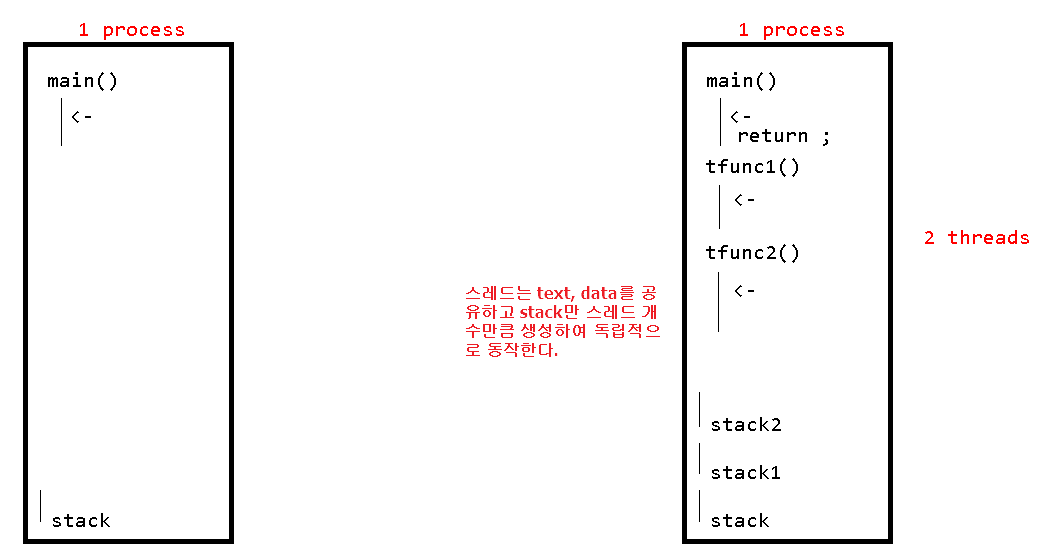 1 process
main()
<-
stack
스레드는 text, data를 공
유하고 stack만 스레드 개
수만큼 생성하여 독립적으
로 동작한다.
1 process
main()
<-
return ;
tfunc1()
<-
tfunc2()
<-
stack2
stack1
stack
2 threads